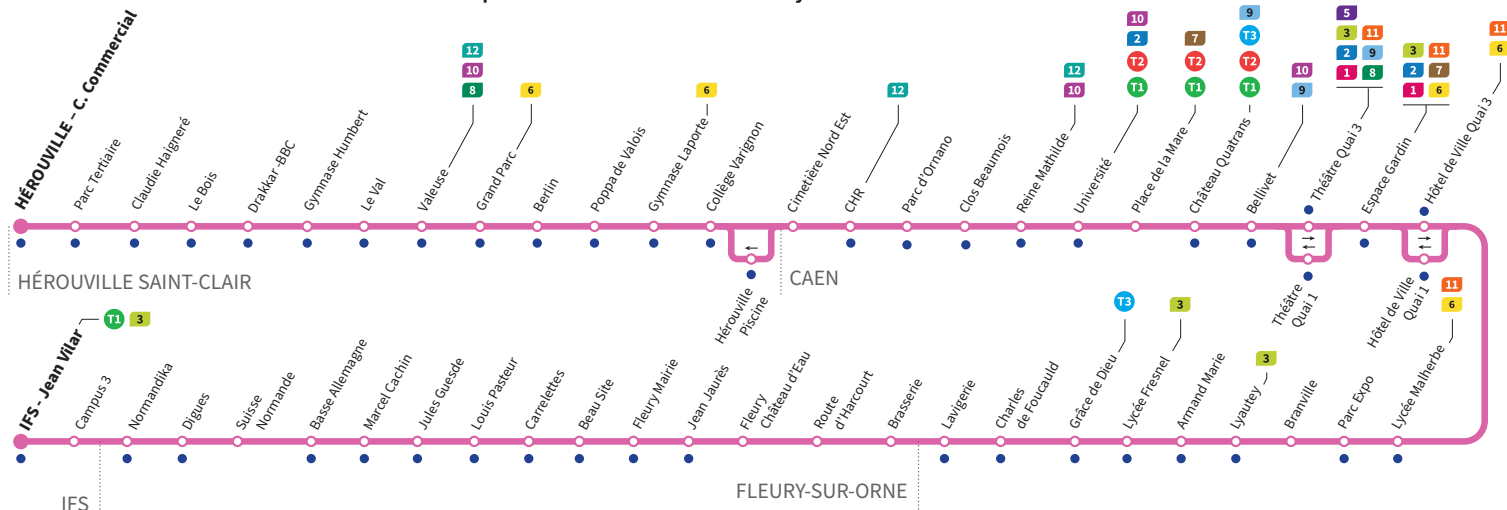 HÉROUVILLE – C. Commercial
Parc Tertiaire
Claudie Haigneré
Le Bois
Drakkar-BBC
Gymnase Humbert
Le Val
Valeuse
12
10
8
Grand Parc
6
Berlin
Poppa de Valois
Gymnase Laporte
Collège Varignon
6
Hérouville
Piscine
Cimetière Nord Est
CHR
12
Parc d'Ornano
Clos Beaumois
Reine Mathilde
12
10
Université
10
2
T2
T1
Place de la Mare
7
T2
T1
Château Quatrans
9
T3
T2
T1
Bellivet
10
9
Théâtre Quai 3
5
3 11
2 9
1 8
Théâtre
Quai 1
Espace Gardin
3 11
2 7
1 6
Hôtel de Ville Quai 3
11
6
Hôtel de Ville
Quai 1
HÉROUVILLE SAINT-CLAIR
CAEN
IFS - Jean Vilar
T1 3
Campus 3
Normandika
Digues
Suisse
Normande
Basse Allemagne
Marcel Cachin
Jules Guesde
Louis Pasteur
Carrelettes
Beau Site
Fleury Mairie
Jean Jaurès
Fleury
Château d'Eau
Route
d'Harcourt
Brasserie
Lavigerie
Charles
de Foucauld
Grâce de Dieu
T3
Lycée Fresnel
3
Armand Marie
Lyautey
3
Branville
Parc Expo
Lycée Malherbe
11
6
IFS
FLEURY-SUR-ORNE